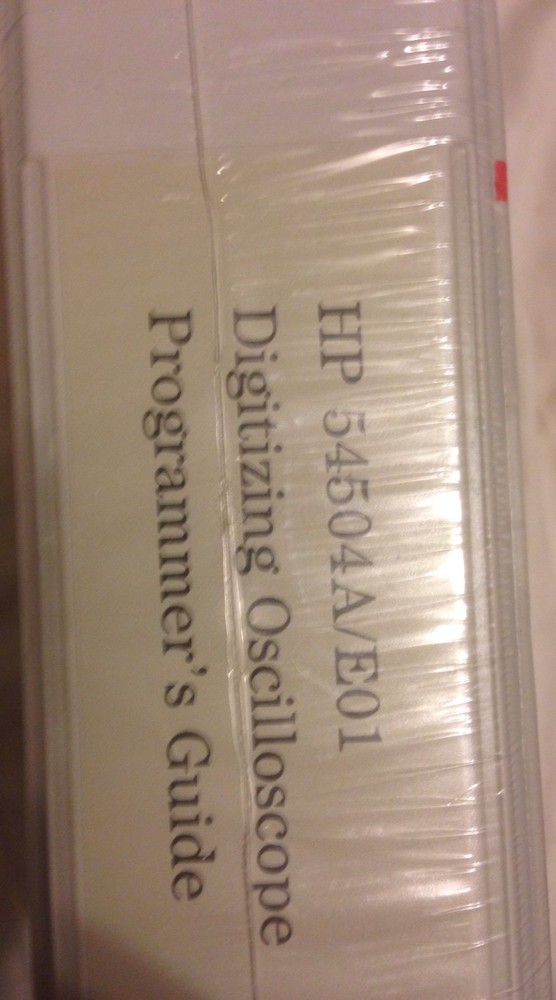 HP 54504A/E01
Digitizing Oscilloscope
Programmer's Guide